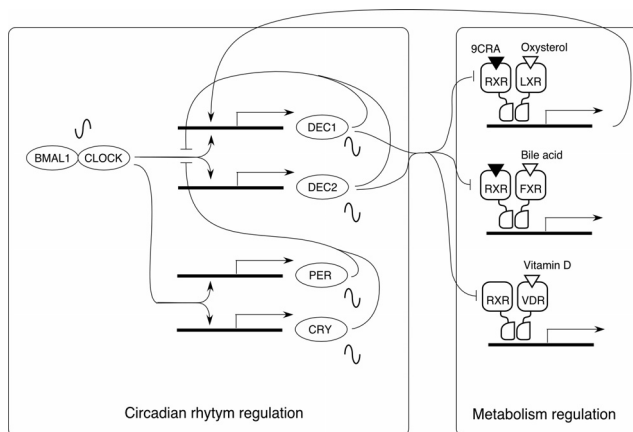 9CRA Oxysterol
RXR LXR
DEC1
BMAL1 CLOCK
Bile acid
RXR FXR
DEC2
Vitamin D
PER
RXR VDR
CRY
Circadian rhytym regulation
Metabolism regulation